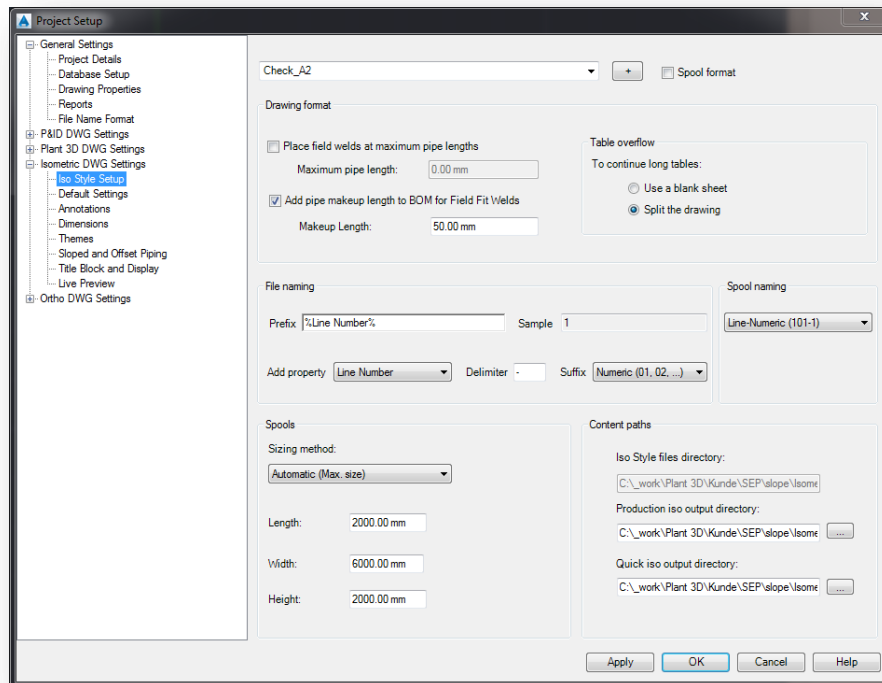 Project Setup
General Settings
Project Details
Database Setup
Drawing Properties
Reports
File Name Format
P&ID DWG Settings
Plant 3D DWG Settings
Isometric DWG Settings
Iso Style Setup
Default Settings
Annotations
Dimensions
Themes
Sloped and Offset Piping
Title Block and Display
Live Preview
Ortho DWG Settings
Check_A2
+
Spool format
Drawing format
Place field welds at maximum pipe lengths
Maximum pipe length: 0.00 mm
Add pipe makeup length to BOM for Field Fit Welds
Makeup Length: 50.00 mm
Table overflow
To continue long tables:
Use a blank sheet
Split the drawing
File naming
Prefix %Line Number% Sample 1
Add property Line Number Delimiter - Suffix Numeric (01, 02, ...)
Spool naming
Line-Numeric (101-1)
Spools
Sizing method:
Automatic (Max. size)
Length: 2000.00 mm
Width: 6000.00 mm
Height: 2000.00 mm
Content paths
Iso Style files directory:
C:\_work\Plant 3D\Kunde\SEP\slope\Isome
Production iso output directory:
C:\_work\Plant 3D\Kunde\SEP\slope\Isome ...
Quick iso output directory:
C:\_work\Plant 3D\Kunde\SEP\slope\Isome ...
Apply OK Cancel Help